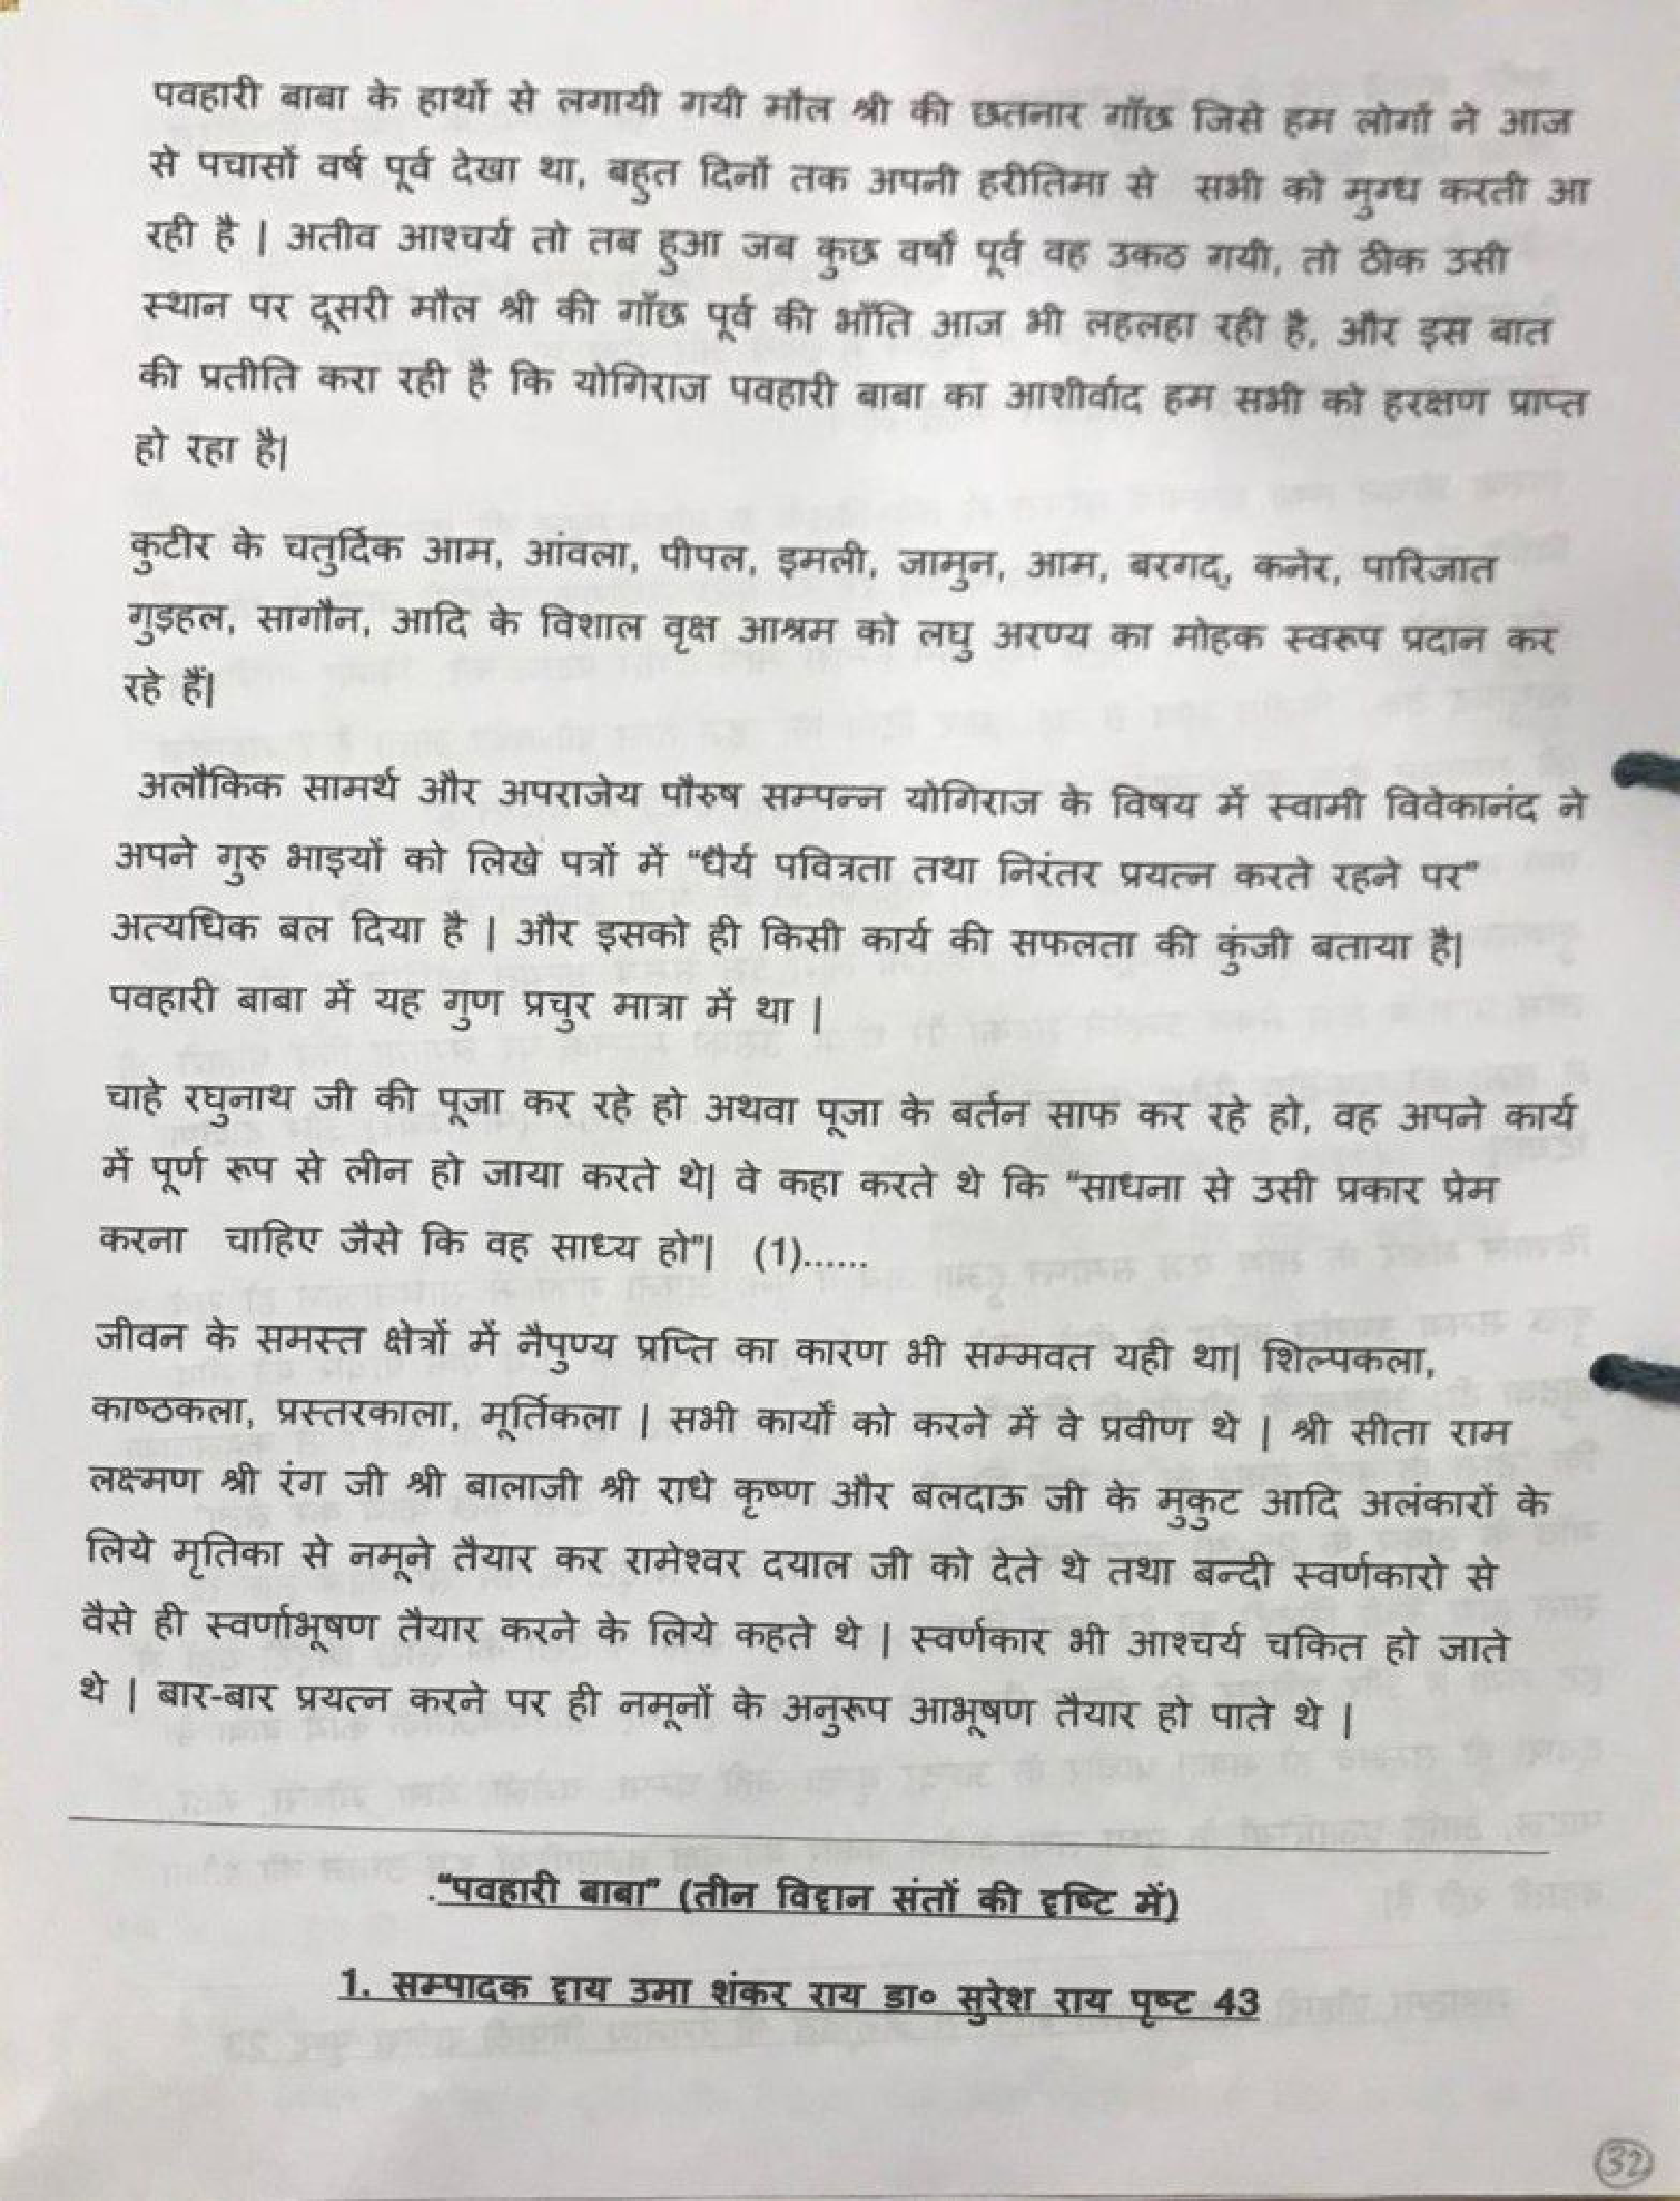 पवहारी बाबा के हाथों से लगायी गयी मौल श्री की छतनार गाँछ जिसे हम लोगों ने आज
से पचासों वर्ष पूर्व देखा था, बहुत दिनों तक अपनी हरीतिमा से सभी को मुग्ध करती आ
रही है | अतीव आश्चर्य तो तब हुआ जब कुछ वर्षों पूर्व वह उकठ गयी, तो ठीक उसी
स्थान पर दूसरी मौल श्री की गाँछ पूर्व की भाँति आज भी लहलहा रही है, और इस बात
की प्रतीति करा रही है कि योगिराज पवहारी बाबा का आशीर्वाद हम सभी को हरक्षण प्राप्त
हो रहा है|
कुटीर के चतुर्दिक आम, आंवला, पीपल, इमली, जामुन, आम, बरगद, कनेर, पारिजात
गुड़हल, सागौन, आदि के विशाल वृक्ष आश्रम को लघु अरण्य का मोहक स्वरूप प्रदान कर
रहे हैं|
अलौकिक सामर्थ और अपराजेय पौरुष सम्पन्न योगिराज के विषय में स्वामी विवेकानंद ने
अपने गुरु भाइयों को लिखे पत्रों में “धैर्य पवित्रता तथा निरंतर प्रयत्न करते रहने पर”
अत्यधिक बल दिया है | और इसको ही किसी कार्य की सफलता की कुंजी बताया है|
पवहारी बाबा में यह गुण प्रचुर मात्रा में था |
चाहे रघुनाथ जी की पूजा कर रहे हो अथवा पूजा के बर्तन साफ कर रहे हो, वह अपने कार्य
में पूर्ण रूप से लीन हो जाया करते थे| वे कहा करते थे कि “साधना से उसी प्रकार प्रेम
करना चाहिए जैसे कि वह साध्य हो”| (1)......
जीवन के समस्त क्षेत्रों में नैपुण्य प्रप्ति का कारण भी सम्मवत यही था| शिल्पकला,
काष्ठकला, प्रस्तरकाला, मूर्तिकला | सभी कार्यों को करने में वे प्रवीण थे | श्री सीता राम
लक्ष्मण श्री रंग जी श्री बालाजी श्री राधे कृष्ण और बलदाऊ जी के मुकुट आदि अलंकारों के
लिये मृतिका से नमूने तैयार कर रामेश्वर दयाल जी को देते थे तथा बन्दी स्वर्णकारो से
वैसे ही स्वर्णाभूषण तैयार करने के लिये कहते थे | स्वर्णकार भी आश्चर्य चकित हो जाते
थे | बार-बार प्रयत्न करने पर ही नमूनों के अनुरूप आभूषण तैयार हो पाते थे |
.“पवहारी बाबा” (तीन विद्दान संतों की दृष्टि में)
1. सम्पादक द्दाय उमा शंकर राय डा० सुरेश राय पृष्ट 43
32